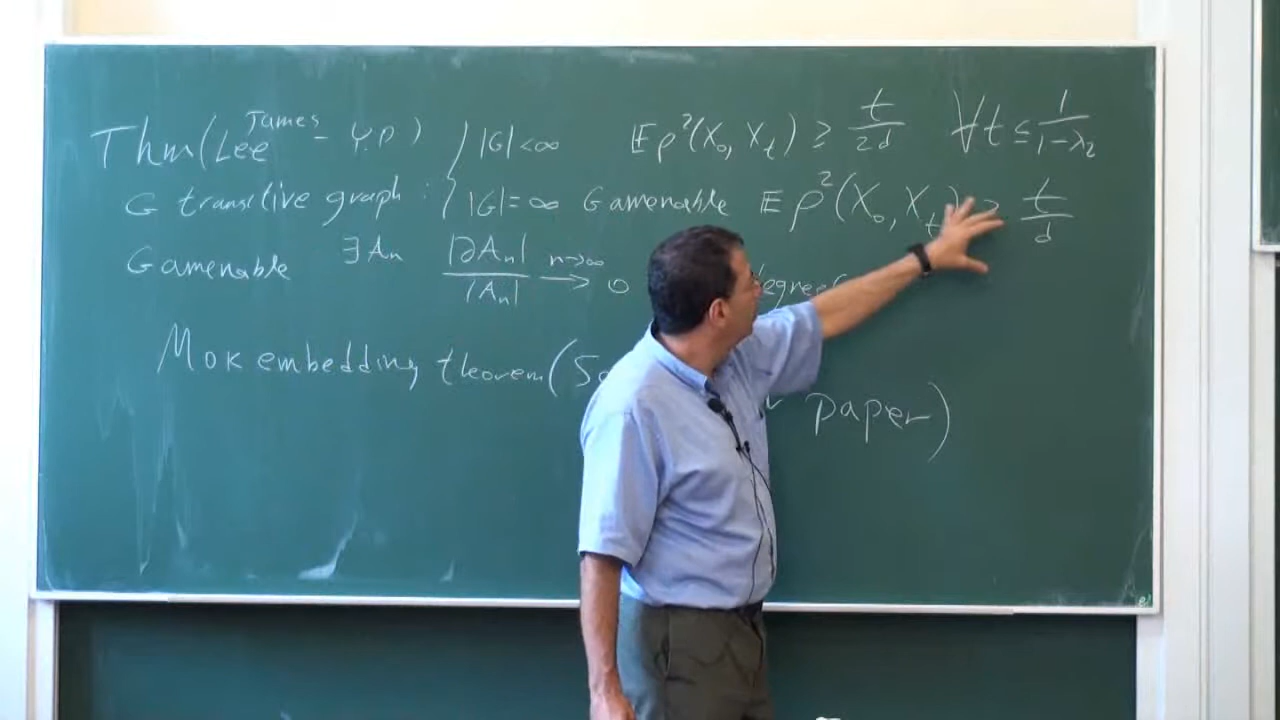 Thm(Lee James - Y.P) { |G|<∞ 𝔼ρ²(X₀, X_t) ≥ t/2d ∀t ≤ 1/(1-λ₂)
G transitive graph : { |G|=∞ G amenable 𝔼ρ²(X₀, X_t) ≥ t/d
G amenable ∃Aₙ |∂Aₙ|/|Aₙ| n→∞ → 0
Mok embedding theorem( paper)